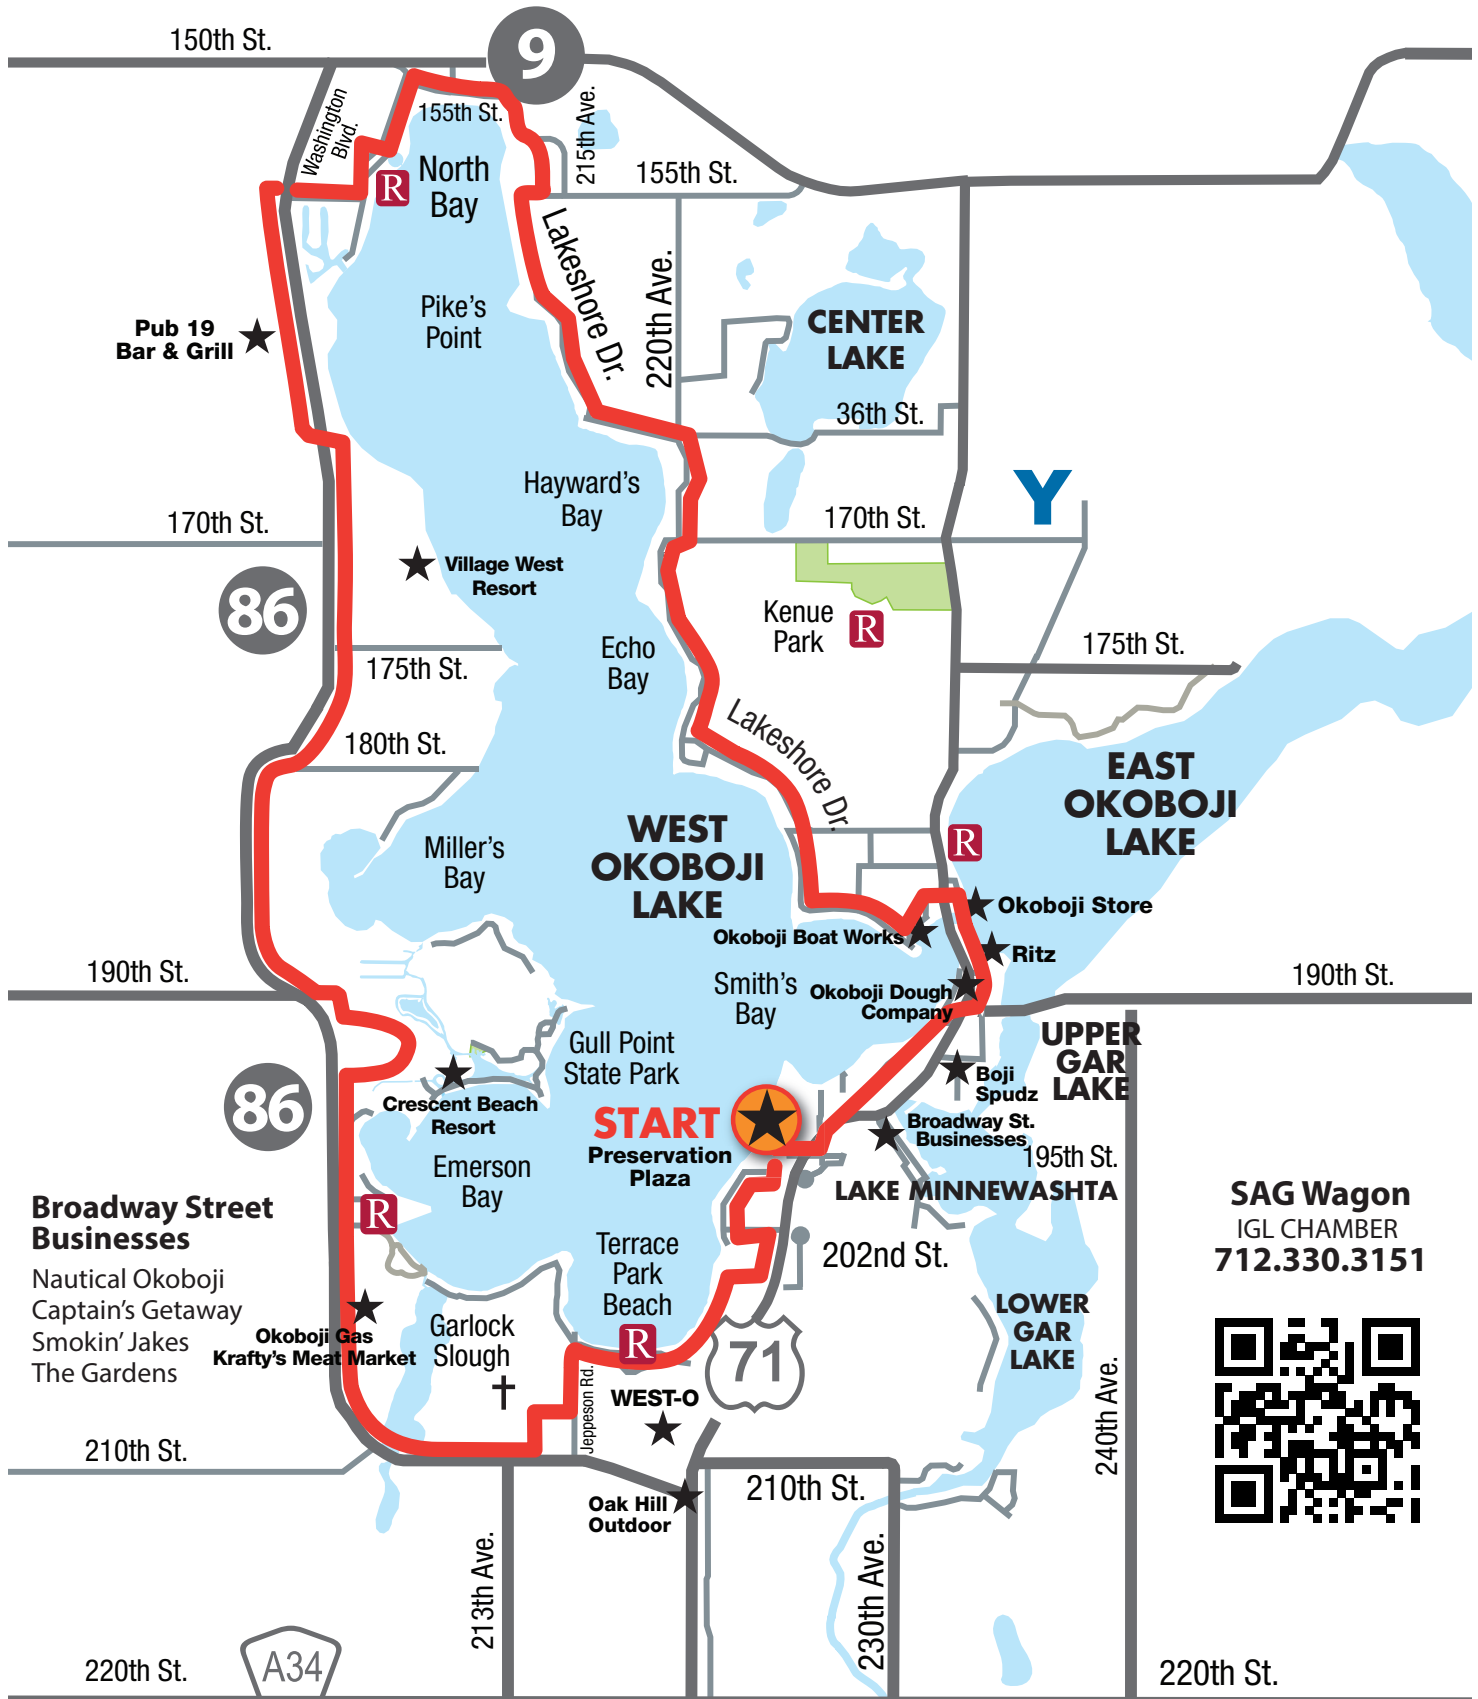 150th St.
9
Washington
Blvd.
155th St.
215th Ave.
155th St.
R
North
Bay
Lakeshore Dr.
220th Ave.
Pike's
Point
CENTER
LAKE
Pub 19
Bar & Grill
36th St.
Hayward's
Bay
Y
170th St.
170th St.
Village West
Resort
86
Kenue
Park
R
Echo
Bay
175th St.
175th St.
180th St.
Lakeshore Dr.
EAST
OKOBOJI
LAKE
WEST
OKOBOJI
LAKE
Miller's
Bay
R
Okoboji Store
Okoboji Boat Works
Ritz
190th St.
190th St.
Smith's
Bay
Okoboji Dough
Company
Gull Point
State Park
UPPER
GAR
LAKE
Boji
Spudz
86
Crescent Beach
Resort
START
Preservation
Plaza
Broadway St.
Businesses
195th St.
Emerson
Bay
LAKE MINNEWASHTA
R
Broadway Street
Businesses
Nautical Okoboji
Captain's Getaway
Smokin' Jakes
The Gardens
SAG Wagon
IGL CHAMBER
712.330.3151
202nd St.
Terrace
Park
Beach
R
LOWER
GAR
LAKE
Okoboji Gas
Krafty's Meat Market
Garlock
Slough
71
Jeppeson Rd.
WEST-O
240th Ave.
210th St.
210th St.
Oak Hill
Outdoor
213th Ave.
230th Ave.
A34
220th St.
220th St.